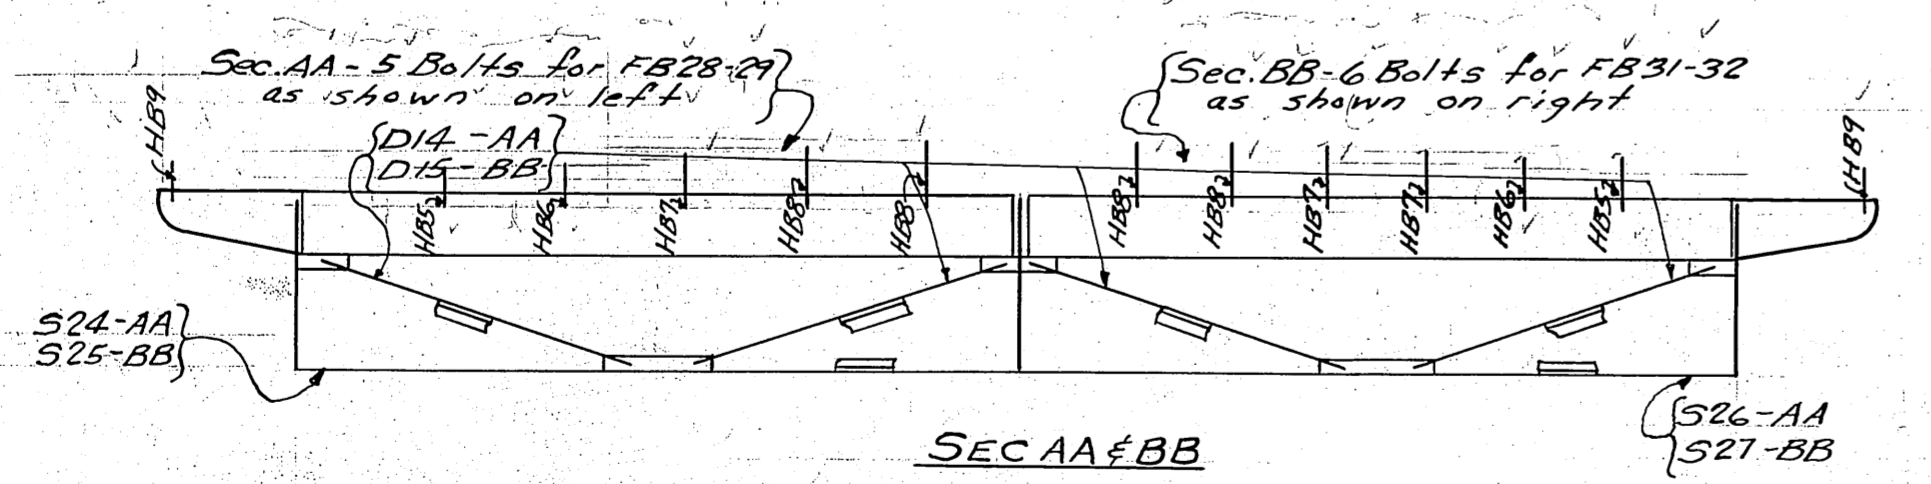 Sec. AA - 5 Bolts for FB28-29
as shown on left
Sec. BB - 6 Bolts for FB31-32
as shown on right
HB9
HB9
D14 - AA
D15 - BB
HB5
HB6
HB7
HB8
HB8
HB8
HB8
HB7
HB7
HB6
HB5
S24-AA
S25-BB
S26-AA
S27-BB
SEC AA & BB